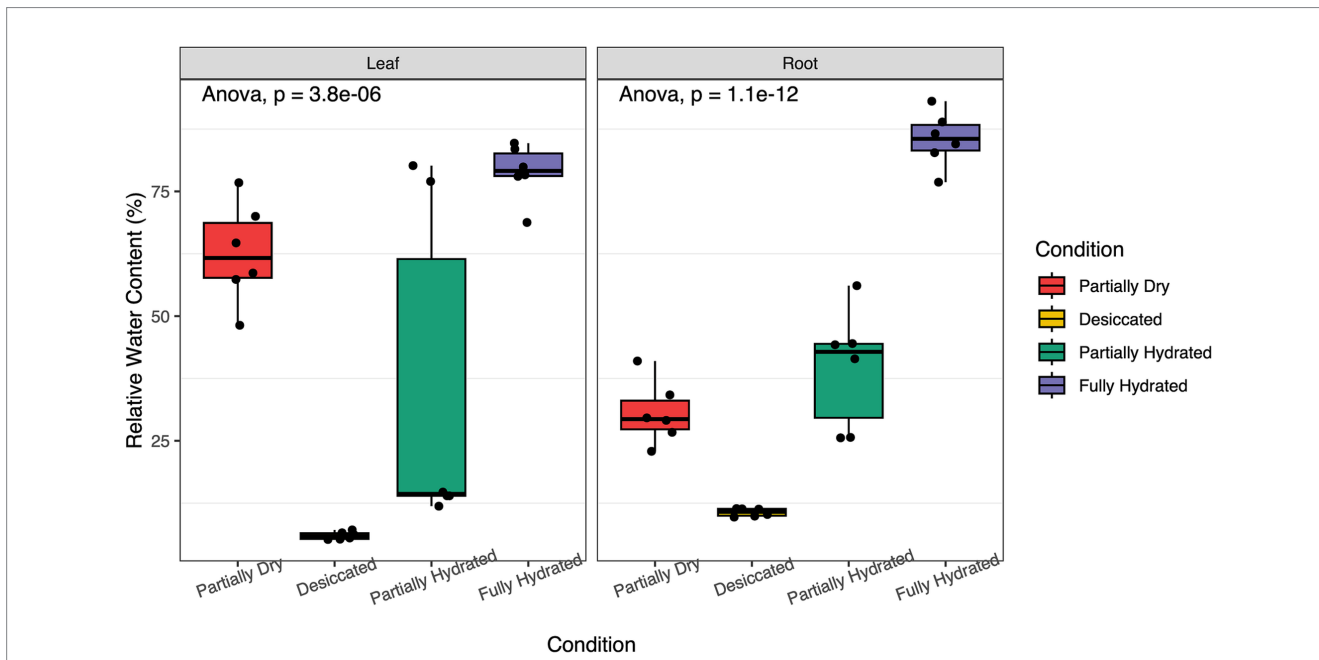 Leaf
Root
Anova, p = 3.8e-06
Anova, p = 1.1e-12
Relative Water Content (%)
75
50
25
Partially Dry
Desiccated
Partially Hydrated
Fully Hydrated
Partially Dry
Desiccated
Partially Hydrated
Fully Hydrated
Condition
Condition
Partially Dry
Desiccated
Partially Hydrated
Fully Hydrated